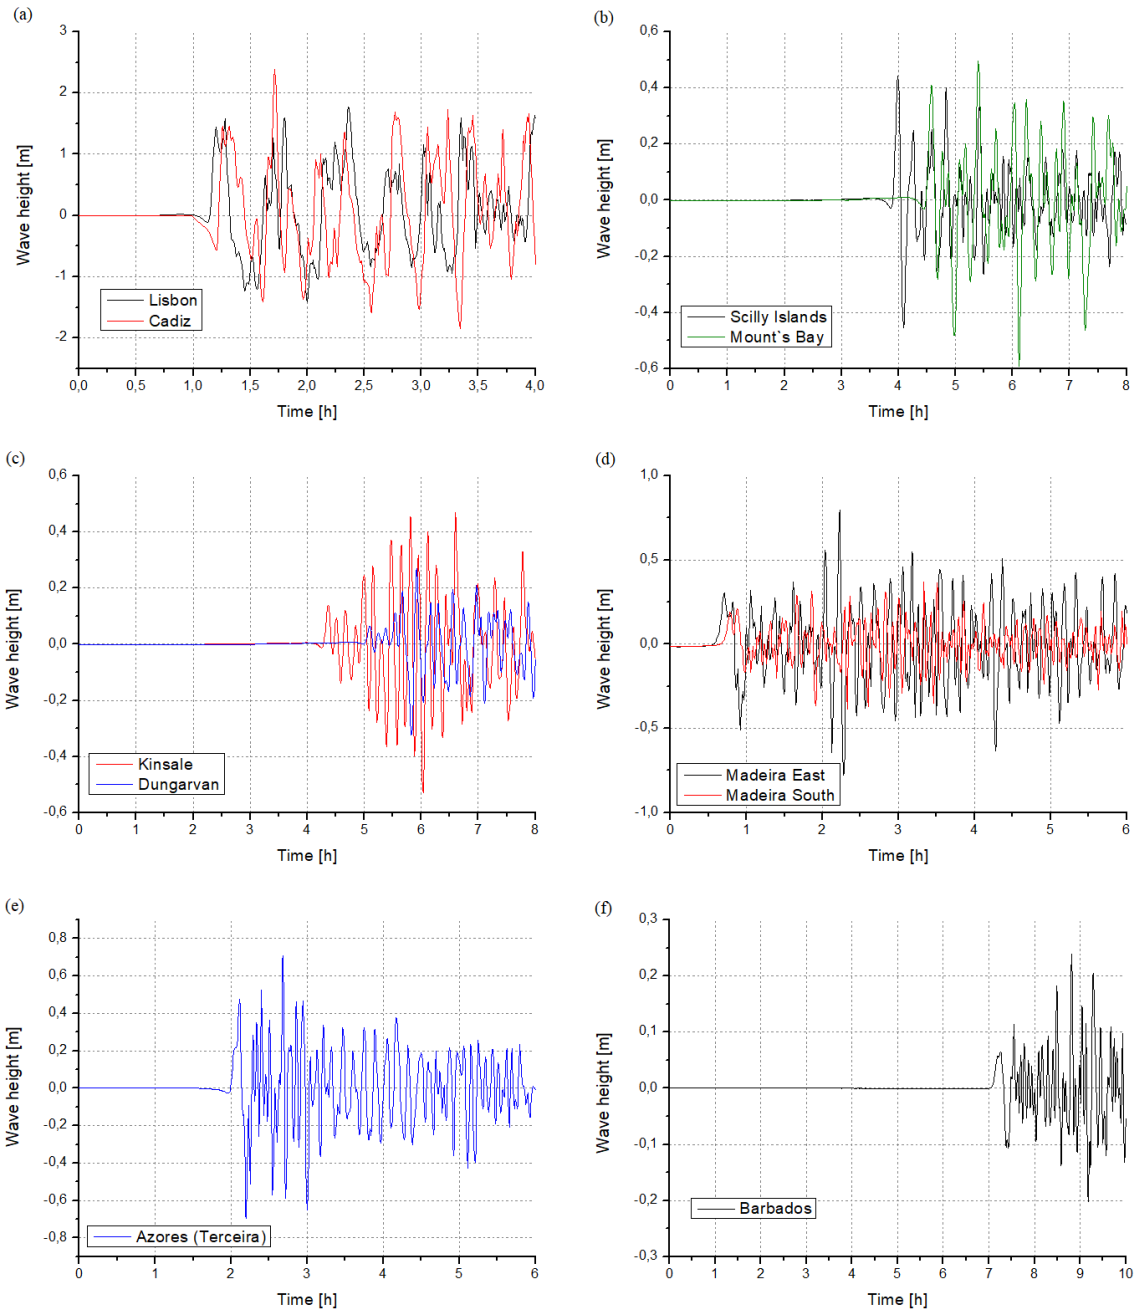 (a)
3
2
1
0
-1
-2
Wave height [m]
Lisbon
Cadiz
0,0 0,5 1,0 1,5 2,0 2,5 3,0 3,5 4,0
Time [h]
(b)
0,6
0,4
0,2
0,0
-0,2
-0,4
-0,6
Wave height [m]
Scilly Islands
Mount`s Bay
0 1 2 3 4 5 6 7 8
Time [h]
(c)
0,6
0,4
0,2
0,0
-0,2
-0,4
-0,6
Wave height [m]
Kinsale
Dungarvan
0 1 2 3 4 5 6 7 8
Time [h]
(d)
1,0
0,5
0,0
-0,5
-1,0
Wave height [m]
Madeira East
Madeira South
0 1 2 3 4 5 6
Time [h]
(e)
0,8
0,6
0,4
0,2
0,0
-0,2
-0,4
-0,6
-0,8
Wave height [m]
Azores (Terceira)
0 1 2 3 4 5 6
Time [h]
(f)
0,3
0,2
0,1
0,0
-0,1
-0,2
-0,3
Wave height [m]
Barbados
0 1 2 3 4 5 6 7 8 9 10
Time [h]